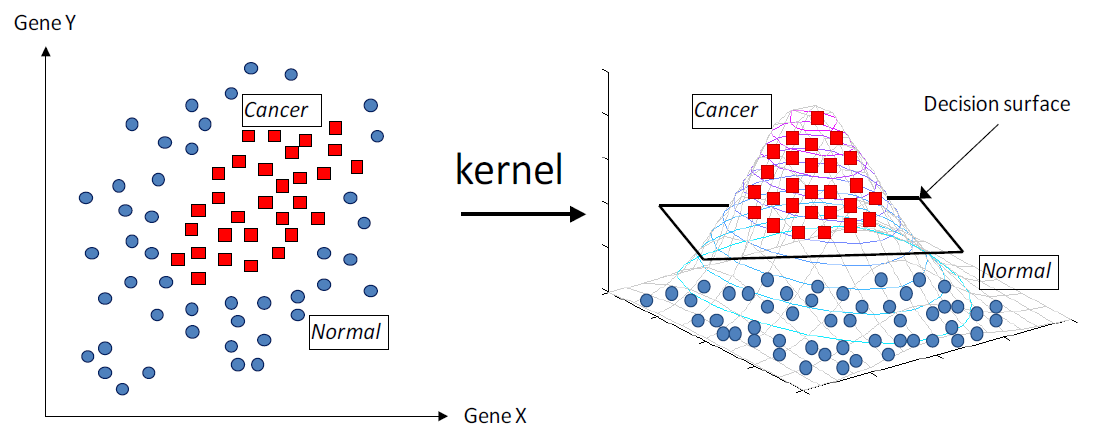 Gene Y
Cancer
Normal
Gene X
kernel
Cancer
Decision surface
Normal